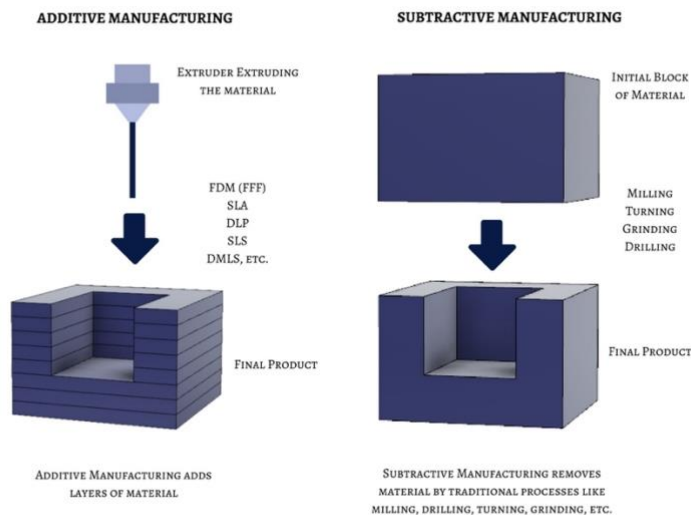 ADDITIVE MANUFACTURING
EXTRUDER EXTRUDING
THE MATERIAL
FDM (FFF)
SLA
DLP
SLS
DMLS, ETC.
FINAL PRODUCT
ADDITIVE MANUFACTURING ADDS
LAYERS OF MATERIAL
SUBTRACTIVE MANUFACTURING
INITIAL BLOCK
OF MATERIAL
MILLING
TURNING
GRINDING
DRILLING
FINAL PRODUCT
SUBTRACTIVE MANUFACTURING REMOVES
MATERIAL BY TRADITIONAL PROCESSES LIKE
MILLING, DRILLING, TURNING, GRINDING, ETC.